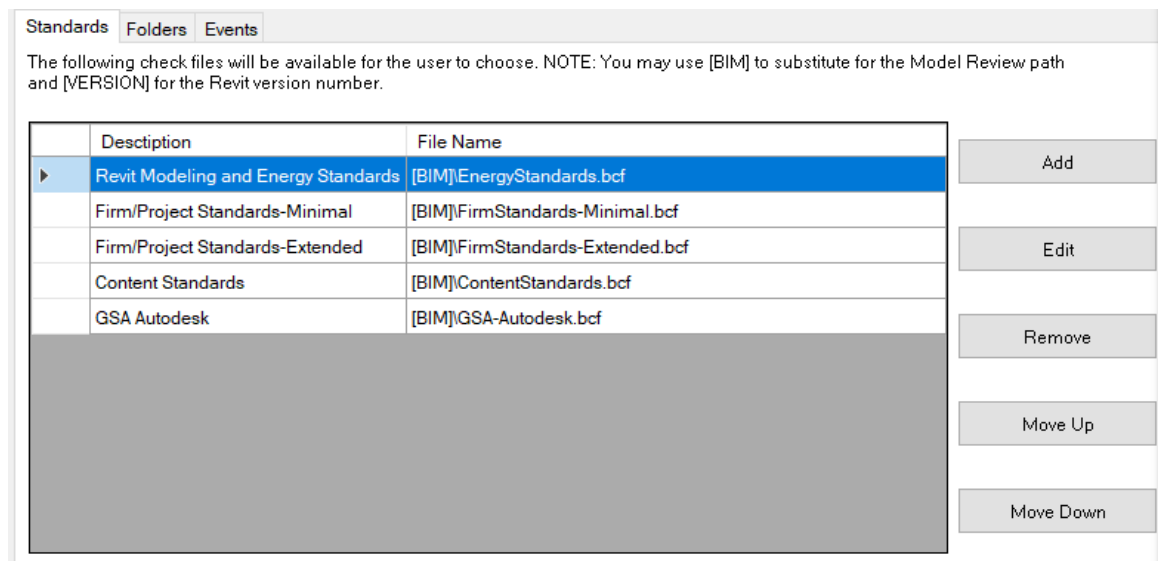 Standards Folders Events
The following check files will be available for the user to choose. NOTE: You may use [BIM] to substitute for the Model Review path
and [VERSION] for the Revit version number.
Desctiption File Name
Revit Modeling and Energy Standards [BIM]\EnergyStandards.bcf
Firm/Project Standards-Minimal [BIM]\FirmStandards-Minimal.bcf
Firm/Project Standards-Extended [BIM]\FirmStandards-Extended.bcf
Content Standards [BIM]\ContentStandards.bcf
GSA Autodesk [BIM]\GSA-Autodesk.bcf
Add
Edit
Remove
Move Up
Move Down